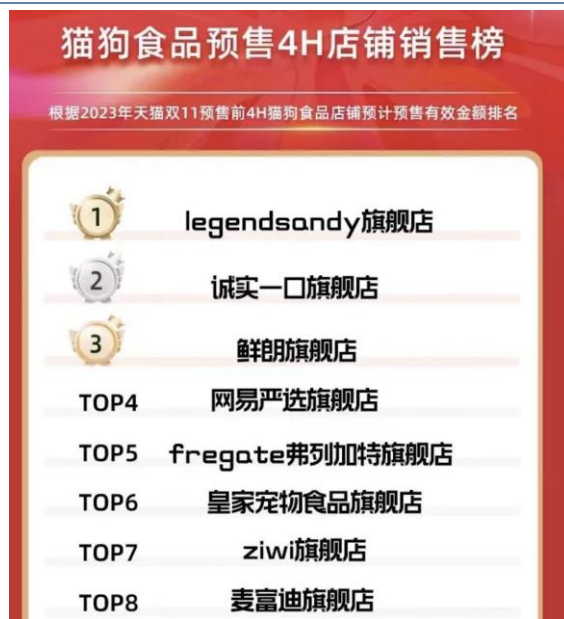 猫狗食品预售4H店铺销售榜
根据2023年天猫双11预售前4H猫狗食品店铺预计预售有效金额排名
1 legendsandy旗舰店
2 诚实一口旗舰店
3 鲜朗旗舰店
TOP4 网易严选旗舰店
TOP5 fregate弗列加特旗舰店
TOP6 皇家宠物食品旗舰店
TOP7 ziwi旗舰店
TOP8 麦富迪旗舰店